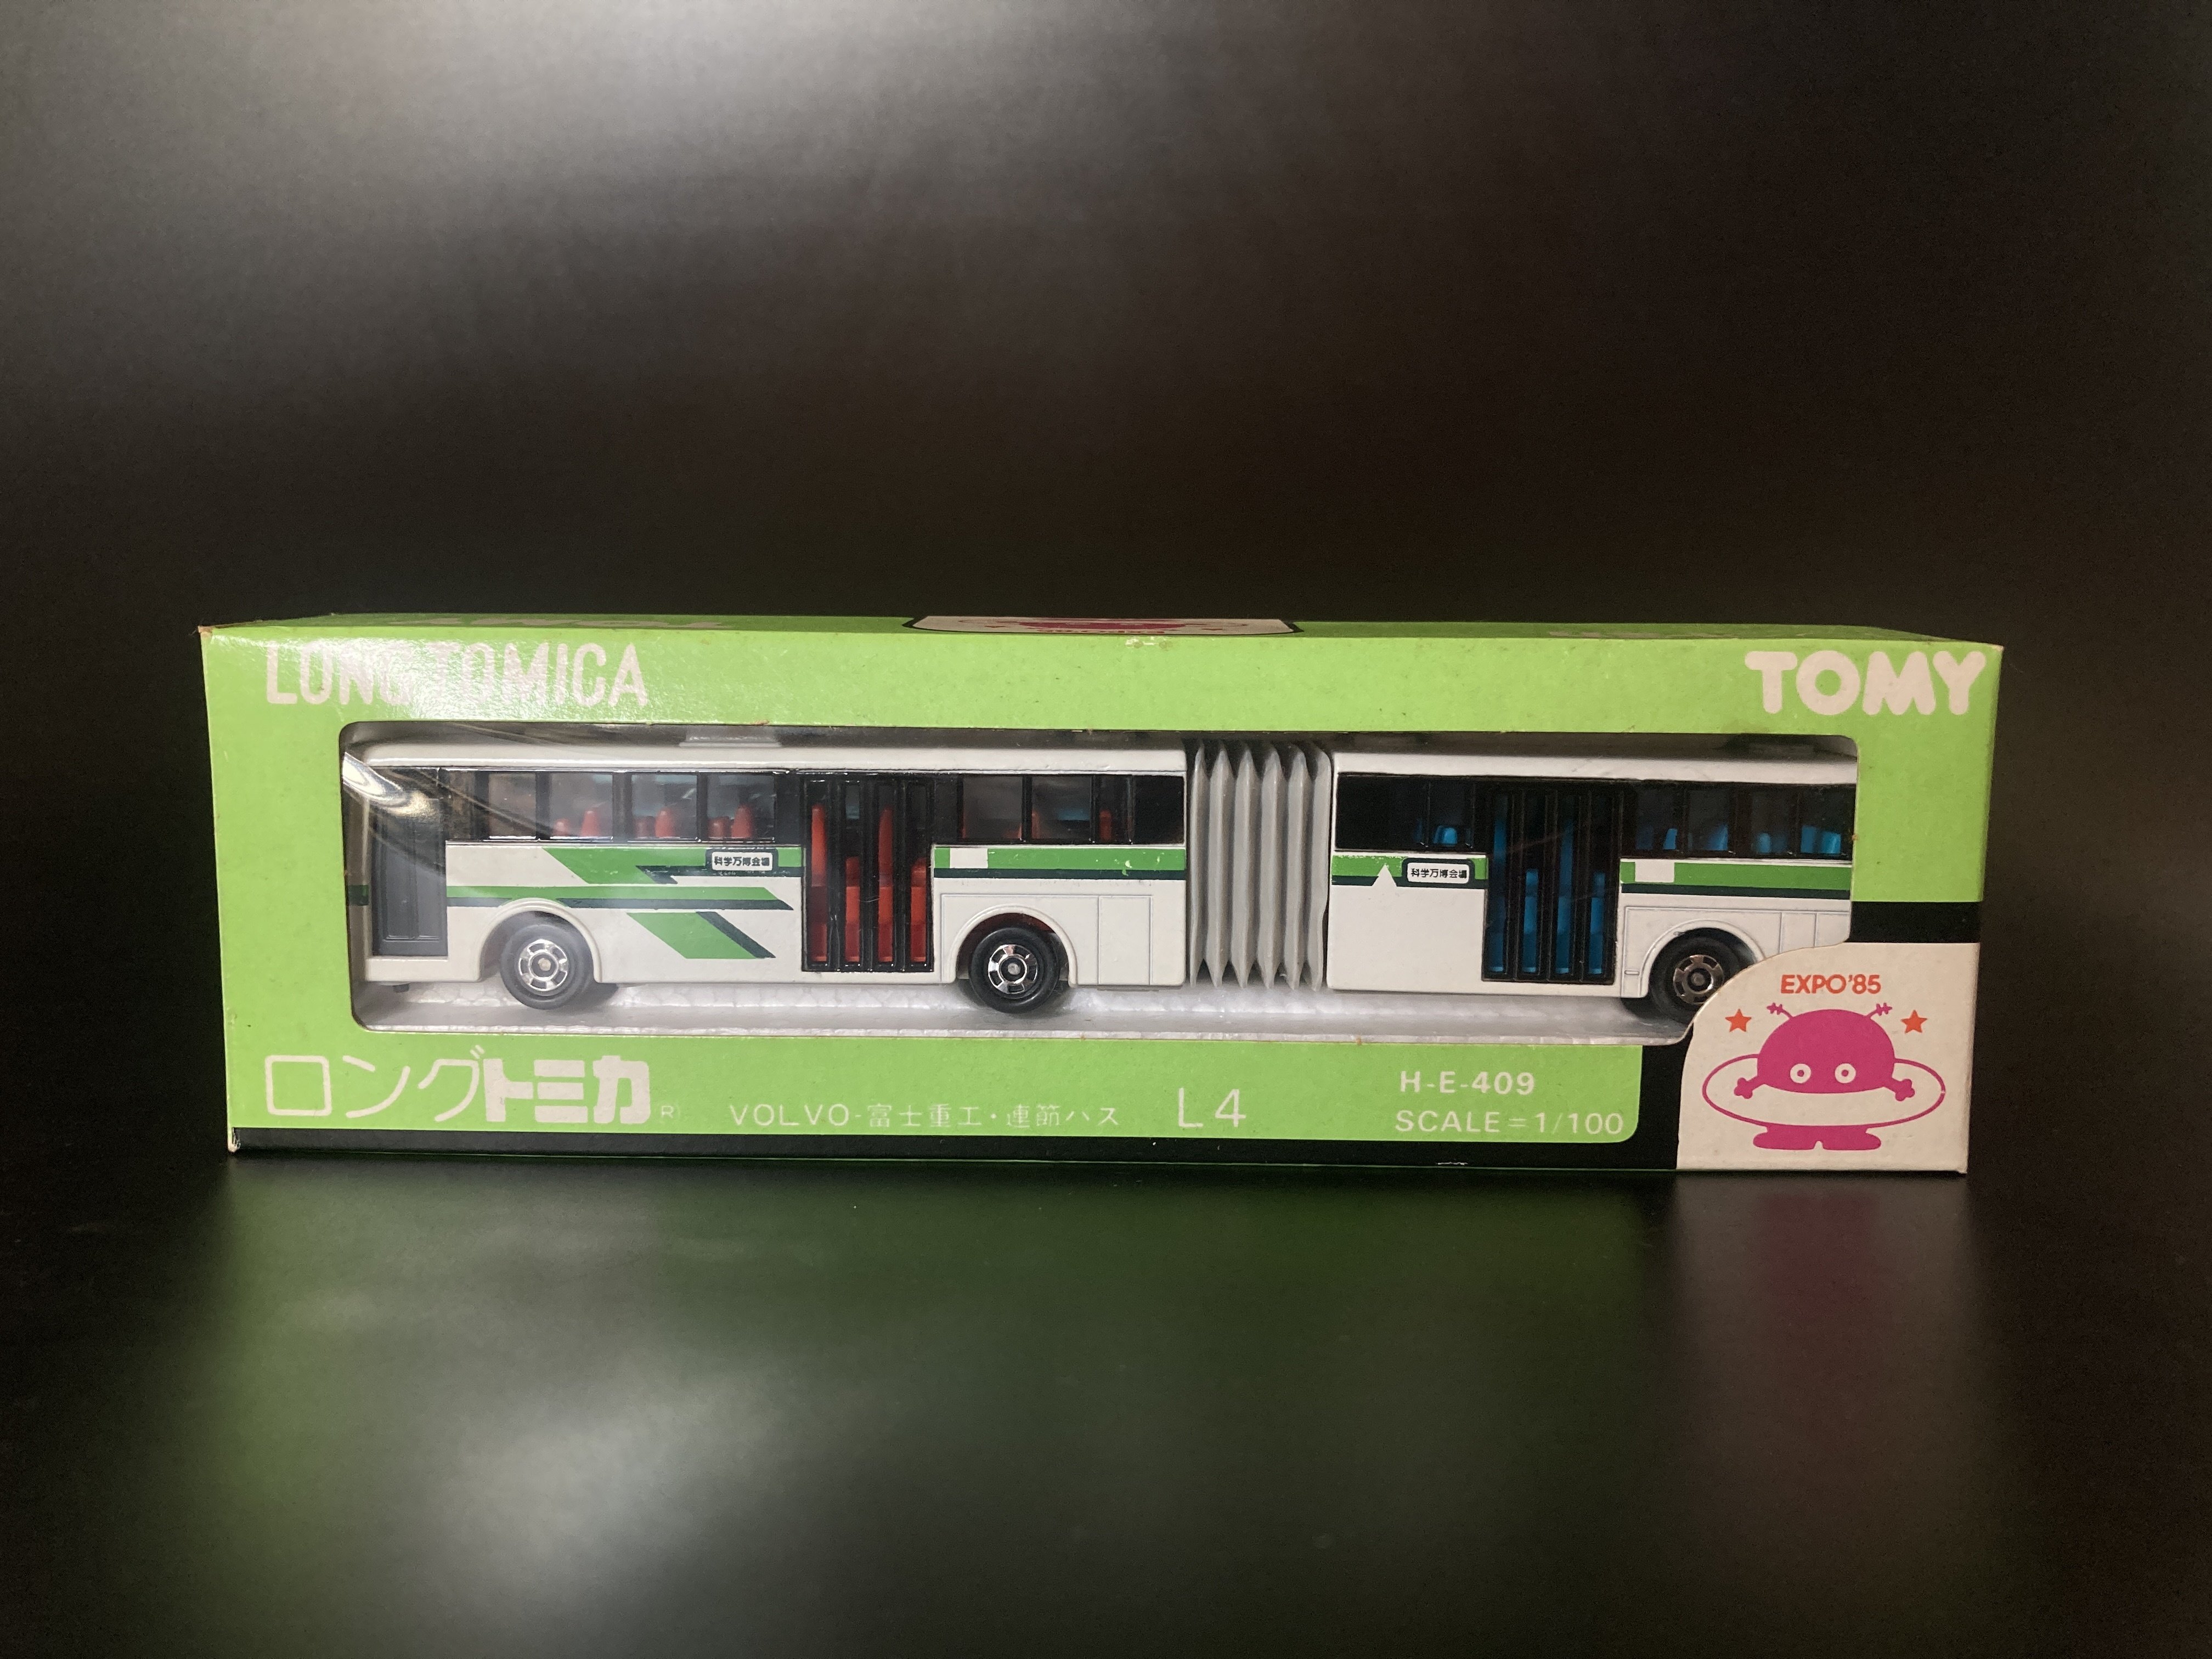 LONG TOMICA
TOMY
科学万博会場
科学万博会場
EXPO'85
ロングトミカ
VOLVO-富士重工・連節バス
L4
H-E-409
SCALE=1/100